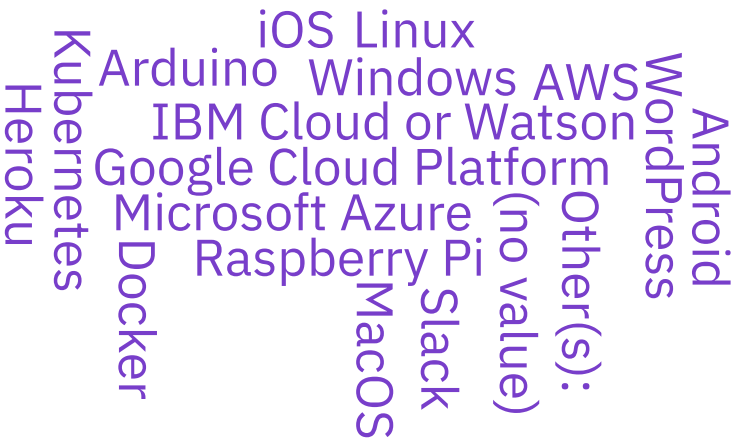 iOS
Linux
Arduino
Windows
AWS
IBM Cloud or Watson
Google Cloud Platform
Microsoft Azure
Raspberry Pi
Heroku
Kubernetes
Docker
MacOS
Slack
(no value)
Other(s):
WordPress
Android